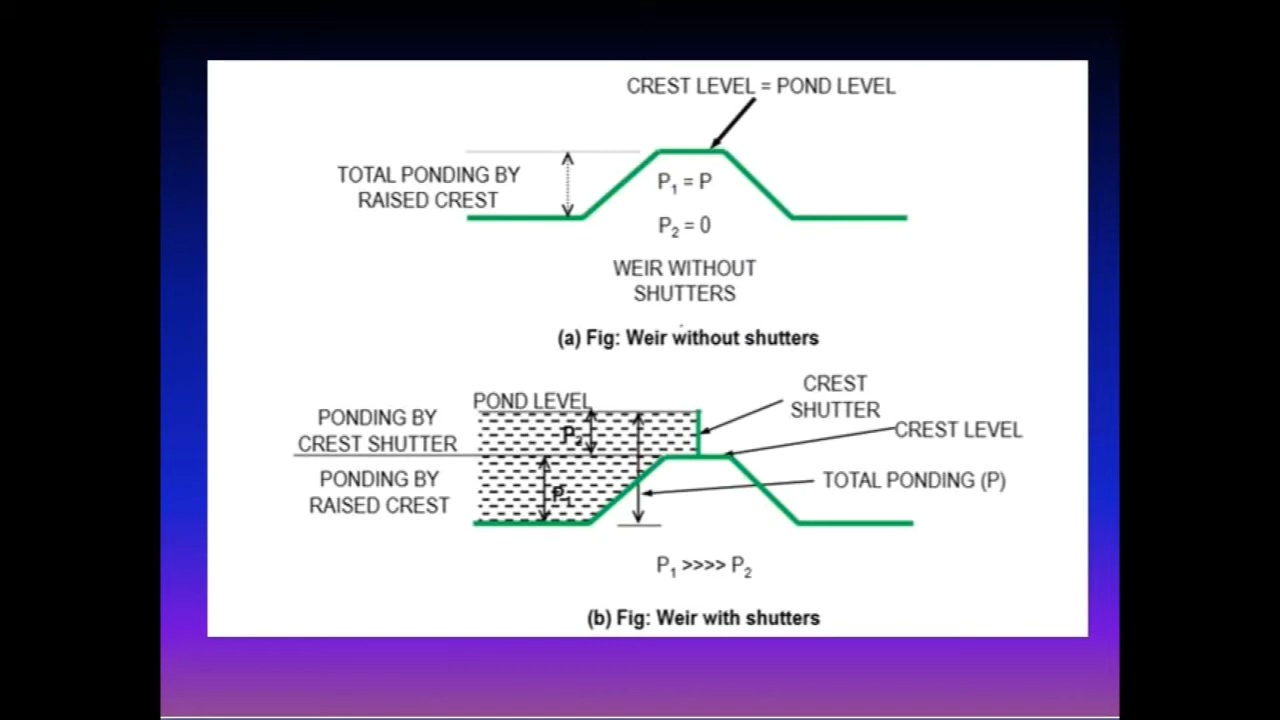 CREST LEVEL = POND LEVEL
TOTAL PONDING BY
RAISED CREST
P₁ = P
P₂ = 0
WEIR WITHOUT
SHUTTERS
(a) Fig: Weir without shutters
POND LEVEL
CREST
SHUTTER
PONDING BY
CREST SHUTTER
P₂
CREST LEVEL
PONDING BY
RAISED CREST
P₁
TOTAL PONDING (P)
P₁ >>>> P₂
(b) Fig: Weir with shutters